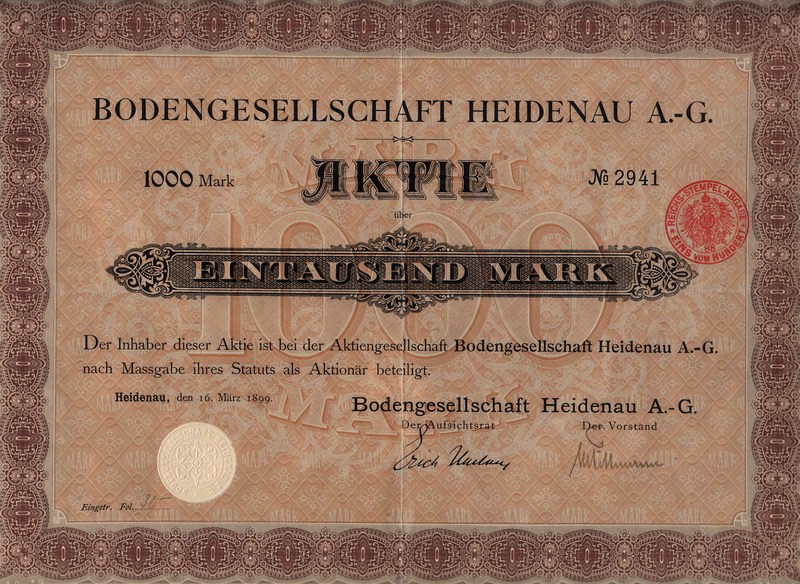 BODENGESELLSCHAFT HEIDENAU A.-G.
1000 Mark
AKTIE
№ 2941
über
REICHS-STEMPEL-ABGABE
EINS VOM HUNDERT
EINTAUSEND MARK
1000
MARK
Der Inhaber dieser Aktie ist bei der Aktiengesellschaft Bodengesellschaft Heidenau A.-G.
nach Massgabe ihres Statuts als Aktionär beteiligt.
Heidenau, den 16. März 1899.
Bodengesellschaft Heidenau A.-G.
Der Aufsichtsrat
Der Vorstand
Erich
Eingetr. Fol.